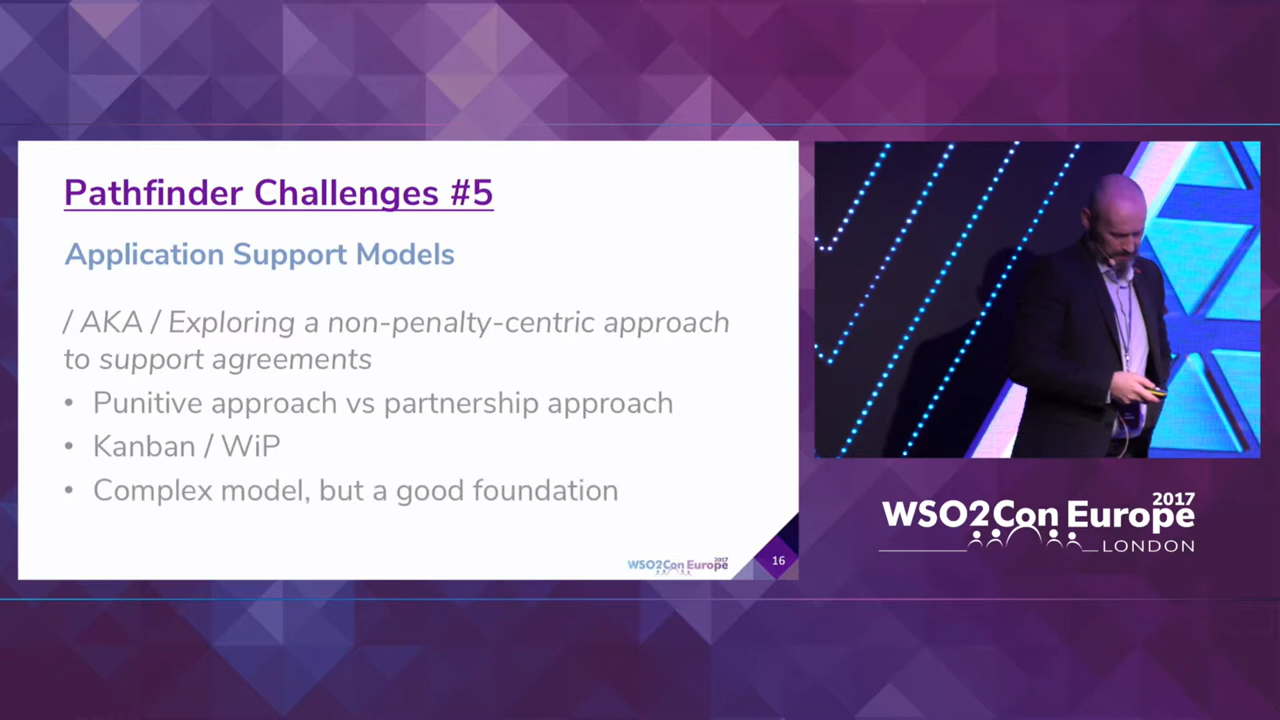 Pathfinder Challenges #5
Application Support Models
/ AKA / Exploring a non-penalty-centric approach
to support agreements
• Punitive approach vs partnership approach
• Kanban / WiP
• Complex model, but a good foundation
WSO2Con Europe 2017
16
WSO2Con Europe 2017
LONDON